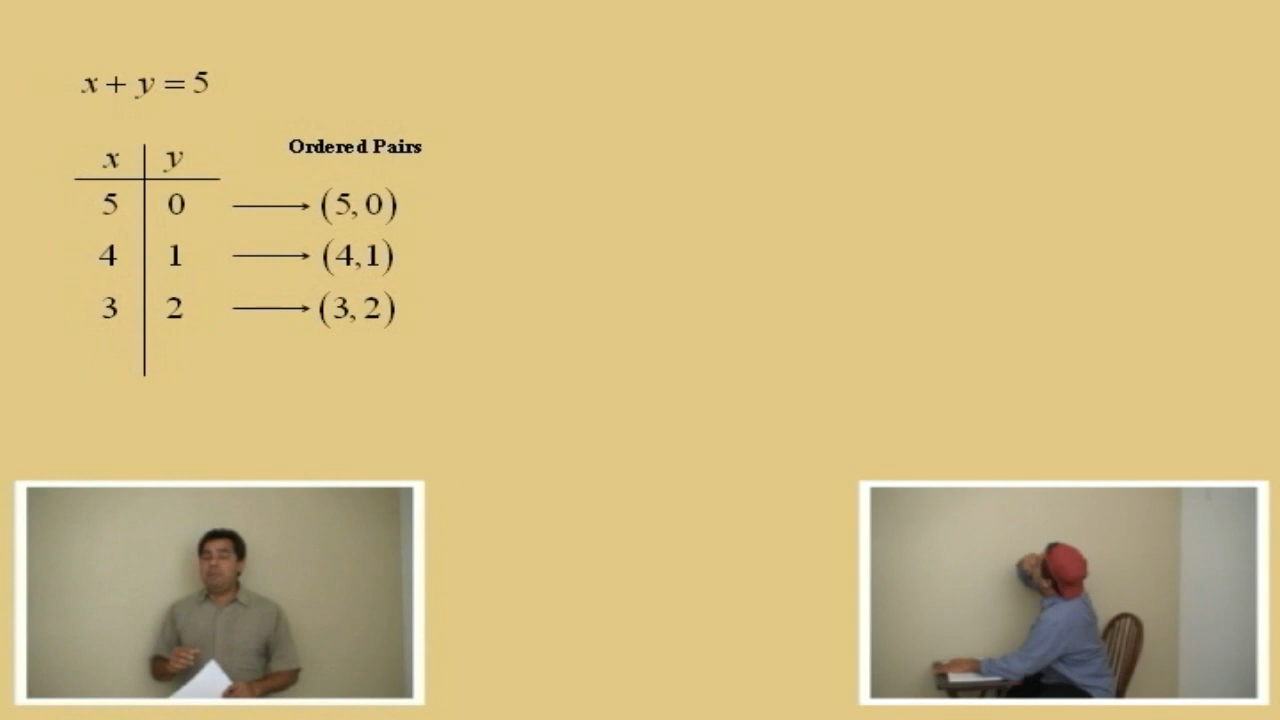 x + y = 5
x y Ordered Pairs
5 0 (5, 0)
4 1 (4,1)
3 2 (3, 2)